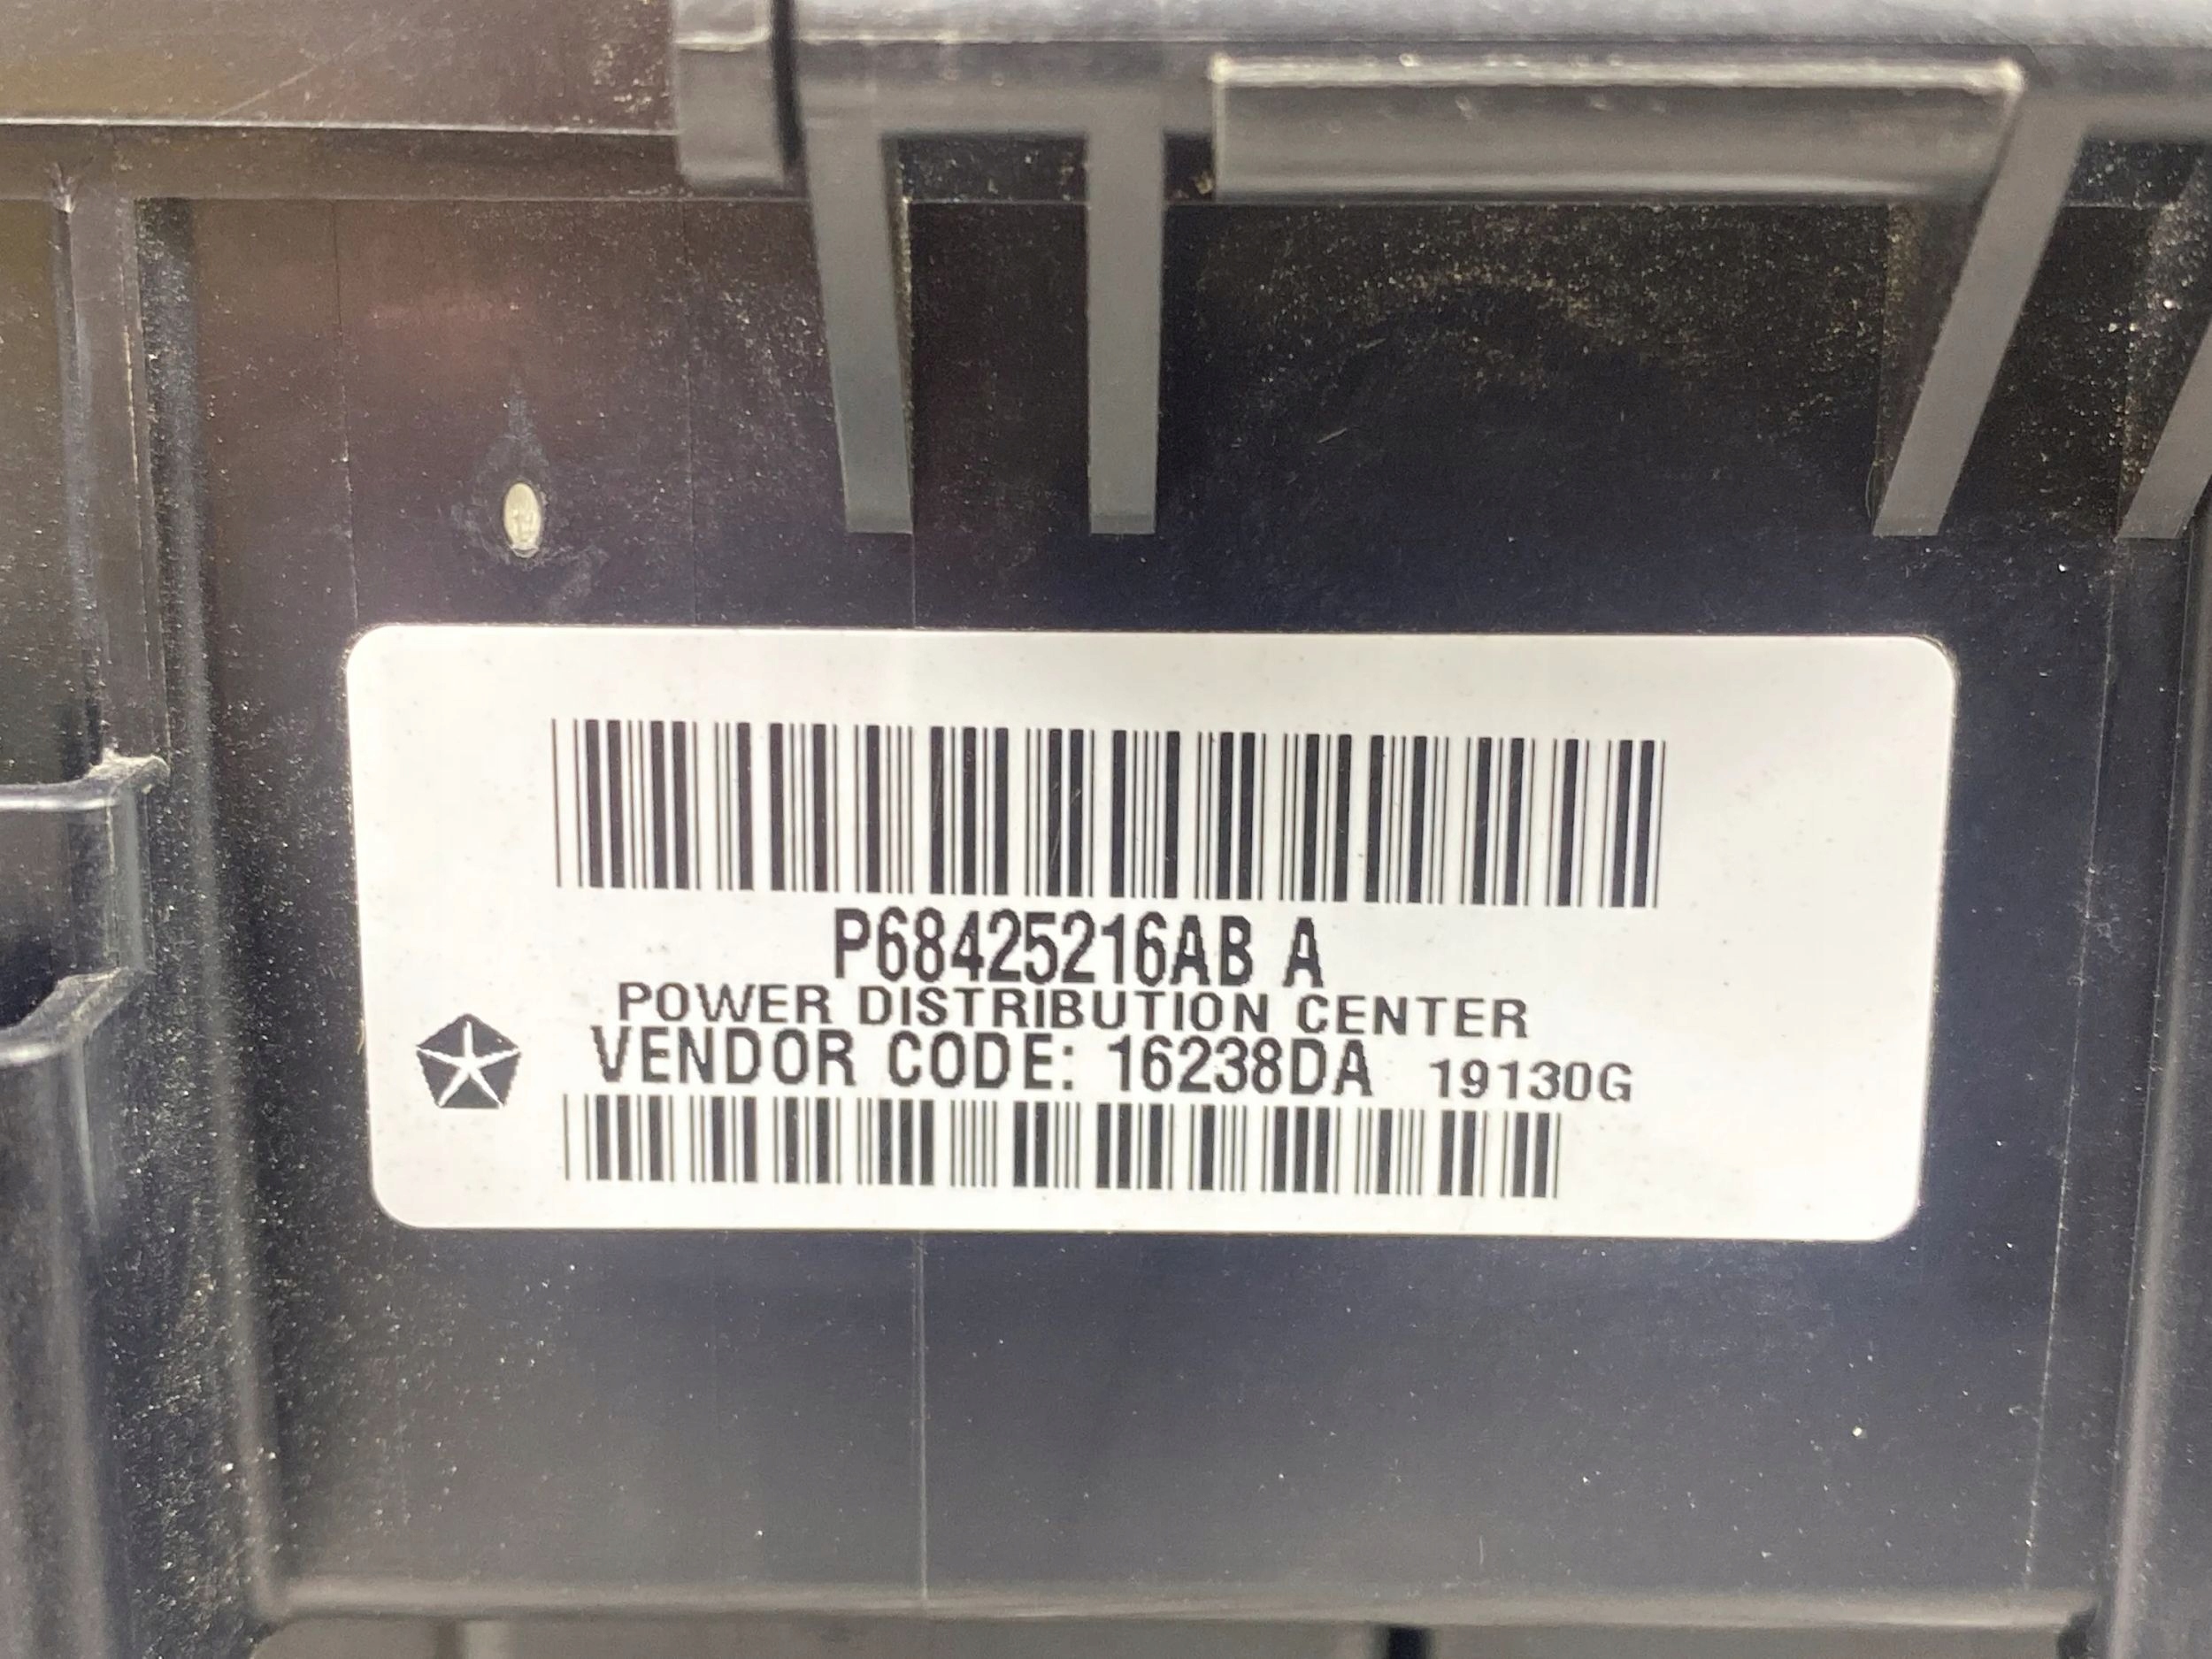 P68425216AB A
POWER DISTRIBUTION CENTER
VENDOR CODE: 16238DA 19130G